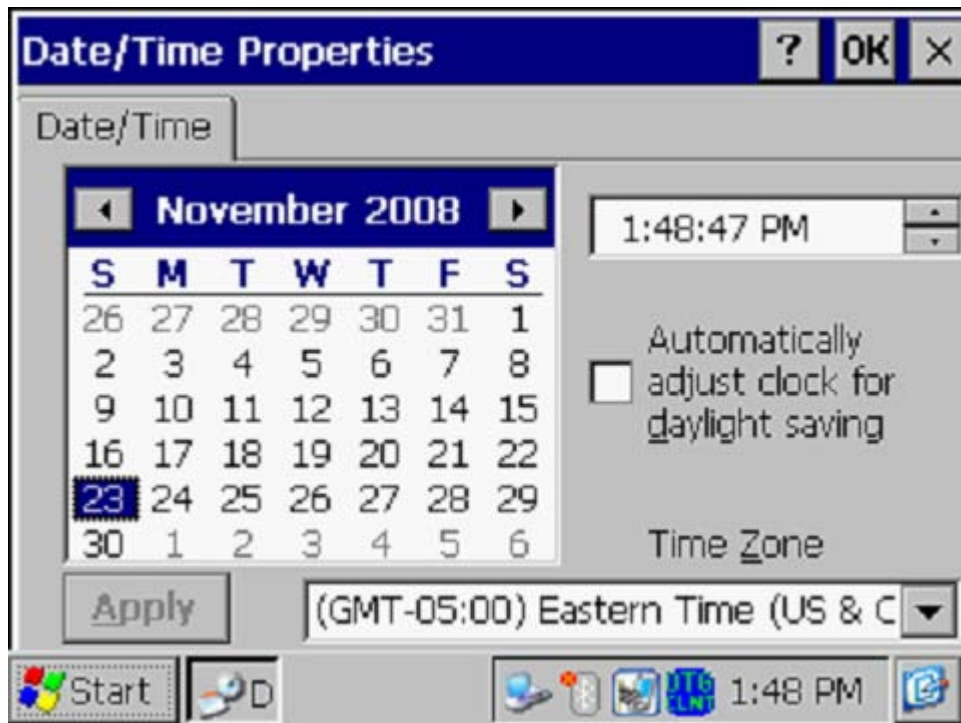 Date/Time Properties ? OK ×
Date/Time
November 2008
S M T W T F S
26 27 28 29 30 31 1
2 3 4 5 6 7 8
9 10 11 12 13 14 15
16 17 18 19 20 21 22
23 24 25 26 27 28 29
30 1 2 3 4 5 6
1:48:47 PM
Automatically
adjust clock for
daylight saving
Time Zone
Apply
(GMT-05:00) Eastern Time (US & C
Start D DTG 1:48 PM
CLNT